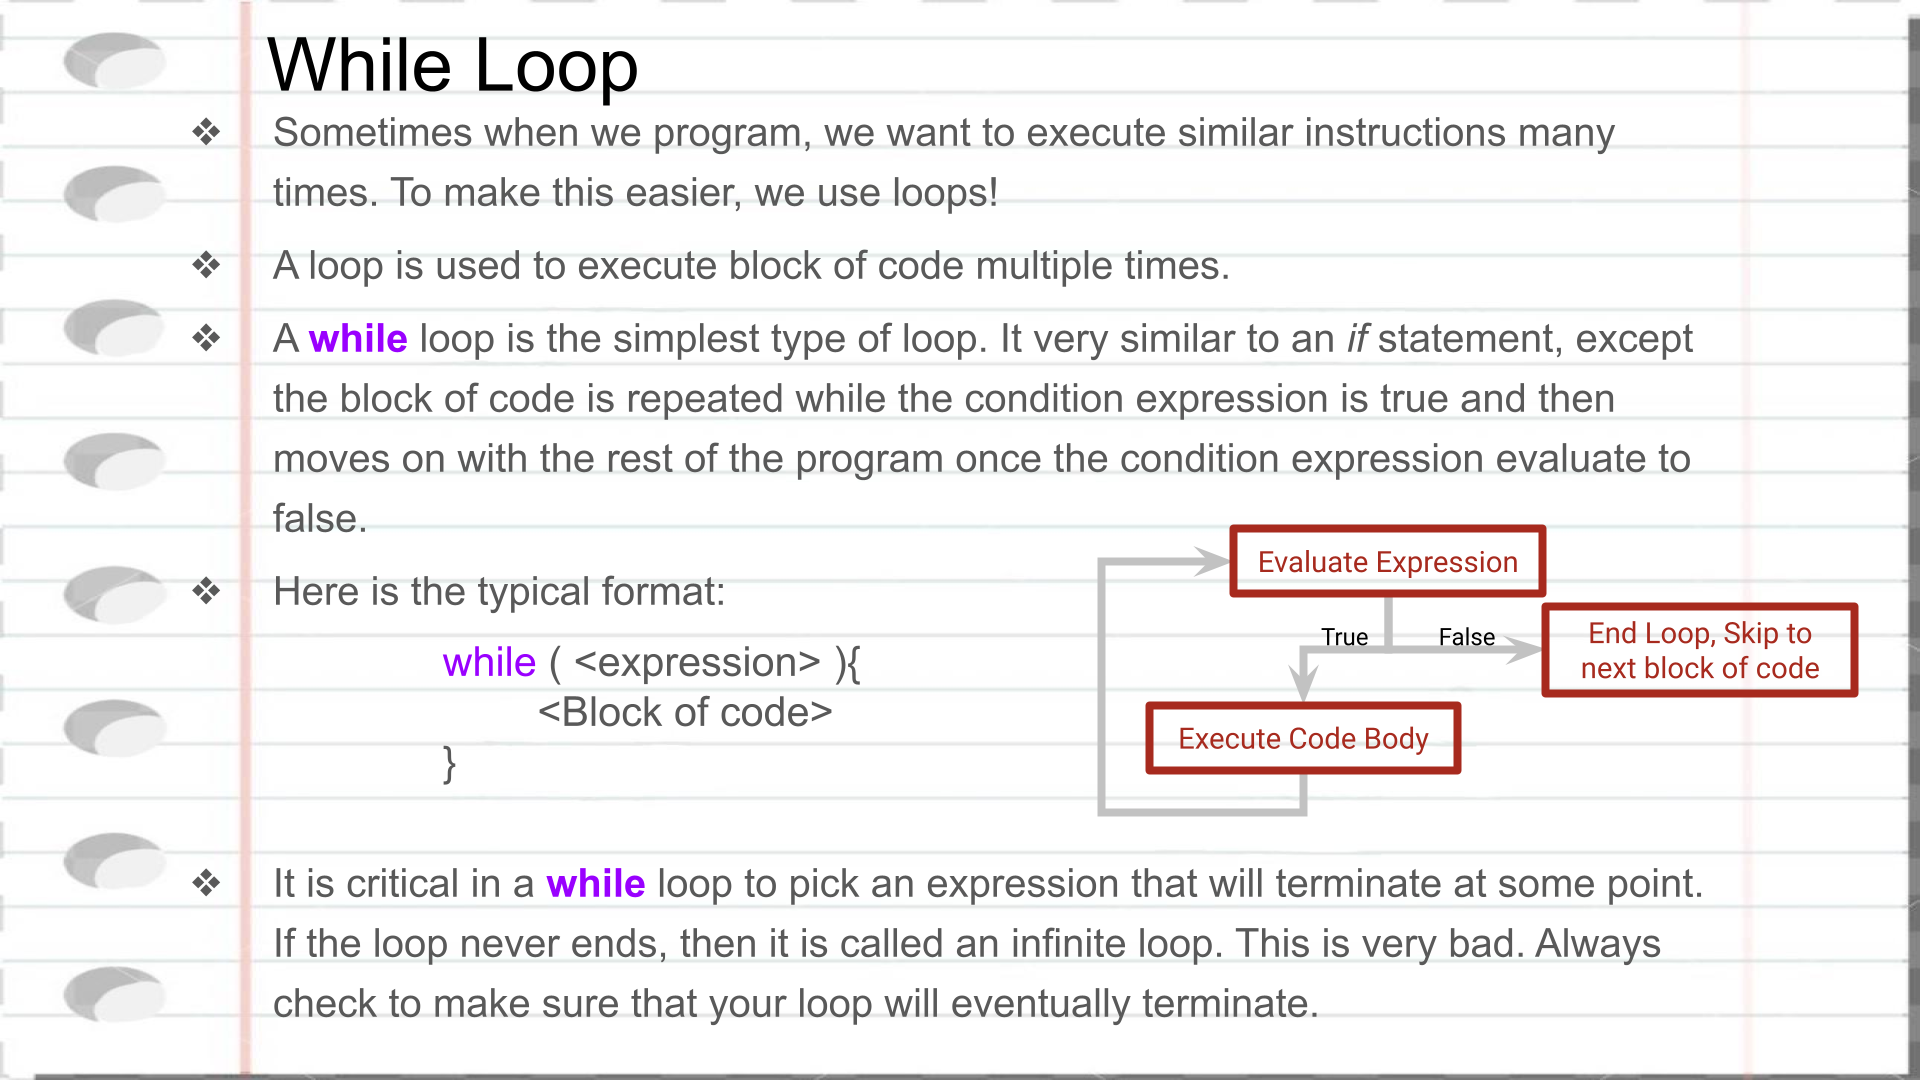 While Loop
❖ Sometimes when we program, we want to execute similar instructions many
times. To make this easier, we use loops!
❖ A loop is used to execute block of code multiple times.
❖ A while loop is the simplest type of loop. It very similar to an if statement, except
the block of code is repeated while the condition expression is true and then
moves on with the rest of the program once the condition expression evaluate to
false.
❖ Here is the typical format:
while ( <expression> ){
<Block of code>
}
Evaluate Expression
True
False
End Loop, Skip to
next block of code
Execute Code Body
❖ It is critical in a while loop to pick an expression that will terminate at some point.
If the loop never ends, then it is called an infinite loop. This is very bad. Always
check to make sure that your loop will eventually terminate.